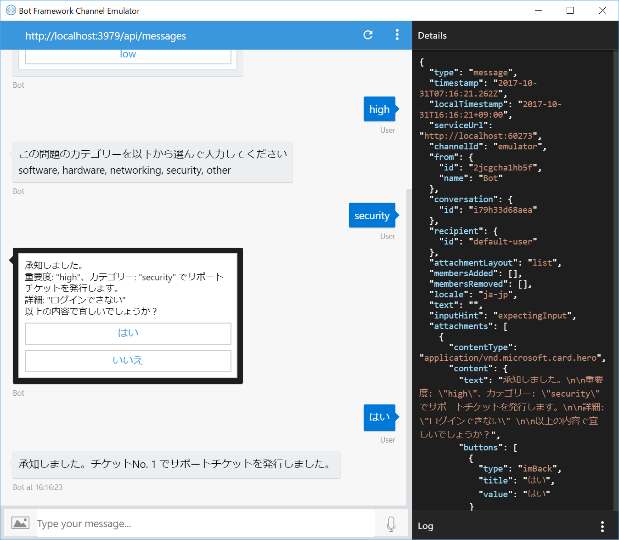 Bot Framework Channel Emulator
http://localhost:3979/api/messages
low
Bot
high
User
この問題のカテゴリーを以下から選んで入力してください
software, hardware, networking, security, other
Bot
security
User
承知しました。
重要度: "high"、カテゴリー: "security" でサポート
チケットを発行します。
詳細: "ログインできない"
以上の内容で宜しいでしょうか？
はい
いいえ
Bot
はい
User
承知しました。チケットNo. 1 でサポートチケットを発行しました。
Bot at 16:16:23
Type your message...
Details
{
"type": "message",
"timestamp": "2017-10-
31T07:16:21.262Z",
"localTimestamp": "2017-10-
31T16:16:21+09:00",
"serviceUrl":
"http://localhost:60273",
"channelId": "emulator",
"from": {
"id": "2jcgcha1hb5f",
"name": "Bot"
},
"conversation": {
"id": "i79h33d68aea"
},
"recipient": {
"id": "default-user"
},
"attachmentLayout": "list",
"membersAdded": [],
"membersRemoved": [],
"locale": "ja-jp",
"text": "",
"inputHint": "expectingInput",
"attachments": [
{
"contentType":
"application/vnd.microsoft.card.hero",
"content": {
"text": "承知しました。\n\n重要
度: \"high\"、カテゴリー: \"security\"
でサポートチケットを発行します。\n\n詳細:
\"ログインできない\" \n\n以上の内容で宜
しいでしょうか？",
"buttons": [
{
"type": "imBack",
"title": "はい",
"value": "はい"
}
Log